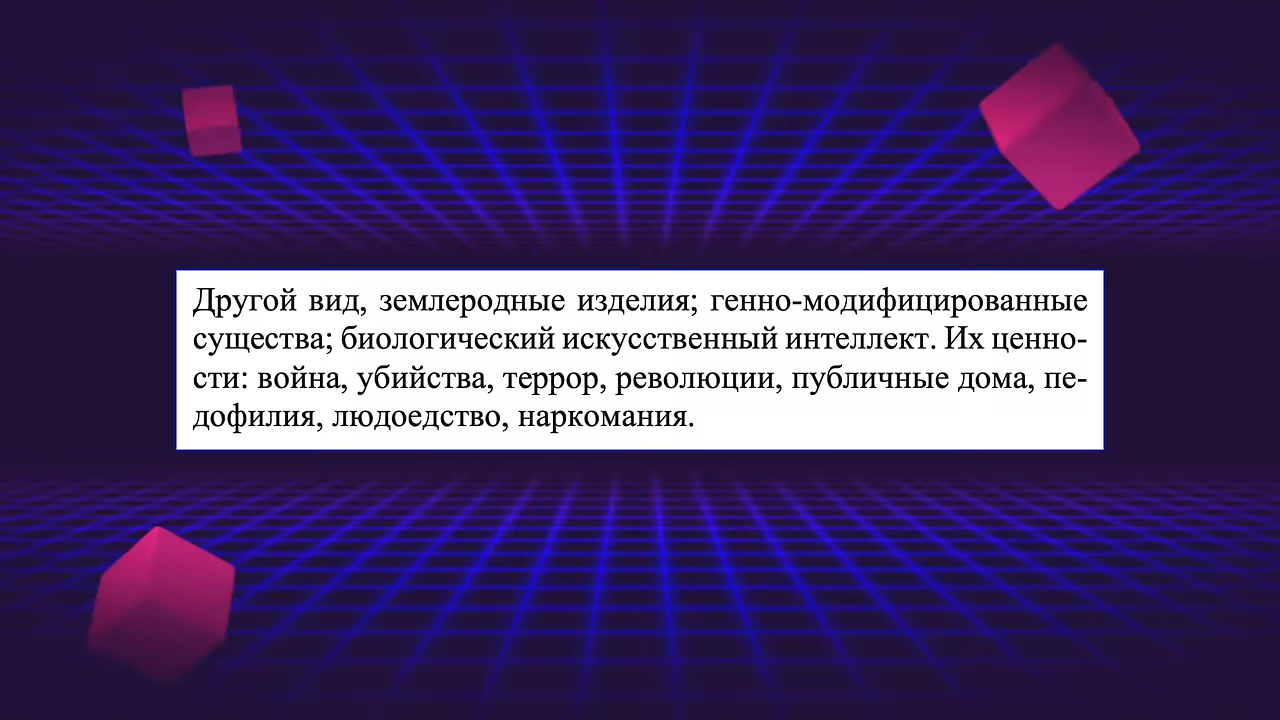 Другой вид, землеродные изделия; генно-модифицированные
существа; биологический искусственный интеллект. Их ценно-
сти: война, убийства, террор, революции, публичные дома, пе-
дофилия, людоедство, наркомания.